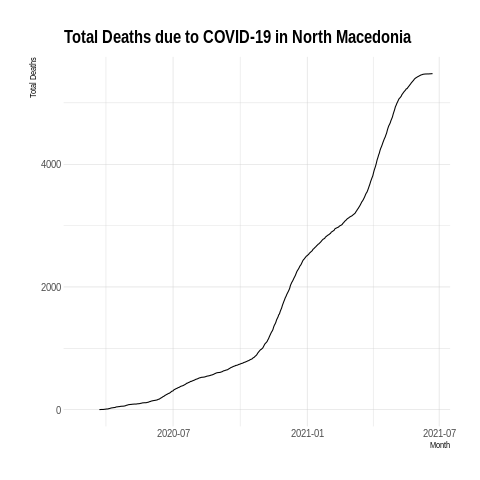 Total Deaths due to COVID-19 in North Macedonia
Total Deaths
4000
2000
0
2020-07
2021-01
2021-07
Month